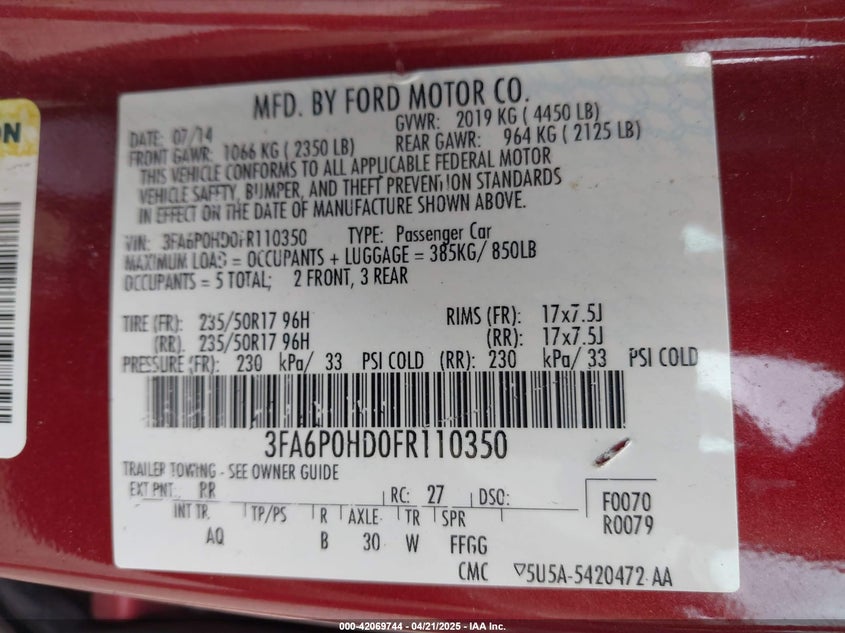 ON
MFD. BY FORD MOTOR CO.
DATE: 07/14 GVWR: 2019 KG ( 4450 LB)
FRONT GAWR: 1066 KG ( 2350 LB) REAR GAWR: 964 KG ( 2125 LB)
THIS VEHICLE CONFORMS TO ALL APPLICABLE FEDERAL MOTOR
VEHICLE SAFETY, BUMPER, AND THEFT PREVENTION STANDARDS
IN EFFECT ON THE DATE OF MANUFACTURE SHOWN ABOVE.
VIN: 3FA6P0HD0FR110350 TYPE: Passenger Car
MAXIMUM LOAD = OCCUPANTS + LUGGAGE = 385KG/ 850LB
OCCUPANTS = 5 TOTAL; 2 FRONT, 3 REAR
TIRE (FR): 235/50R17 96H RIMS (FR): 17x7.5J
(RR). 235/50R17 96H (RR): 17x7.5J
PRESSURE (FR): 230 kPa/ 33 PSI COLD (RR): 230 kPa/ 33 PSI COLD
3FA6P0HD0FR110350
TRAILER TOWING - SEE OWNER GUIDE
EXT PNT: RR RC: 27 DSO: F0070
INT TR TP/PS R AXLE TR SPR R0079
AQ B 30 W FFGG
CMC ▽5U5A-5420472 AA
000-42069744 - 04/21/2025 - IAA Inc.